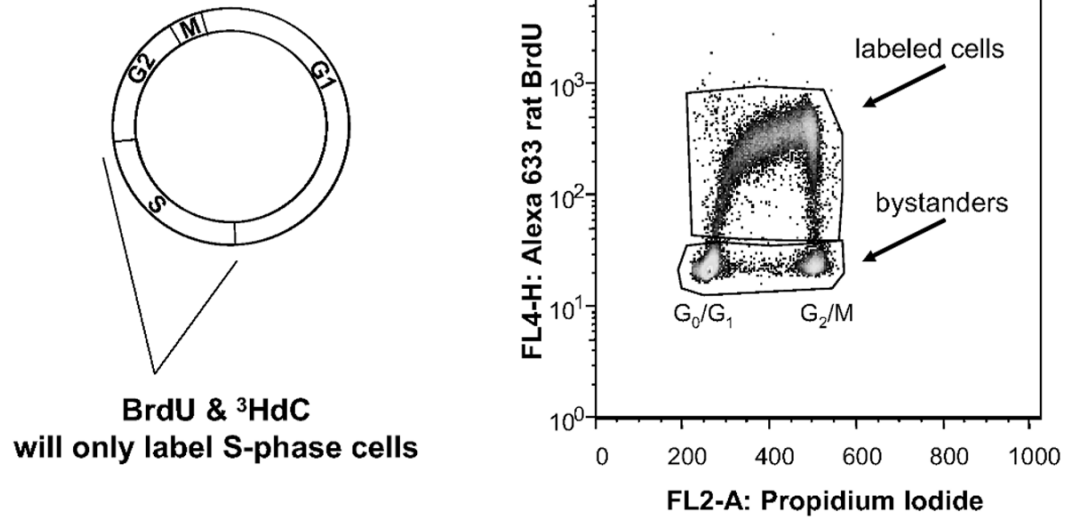 M
G2
G1
S
BrdU & ³HdC
will only label S-phase cells
FL4-H: Alexa 633 rat BrdU
10³
10²
10¹
10⁰
labeled cells
bystanders
G₀/G₁
G₂/M
0 200 400 600 800 1000
FL2-A: Propidium Iodide